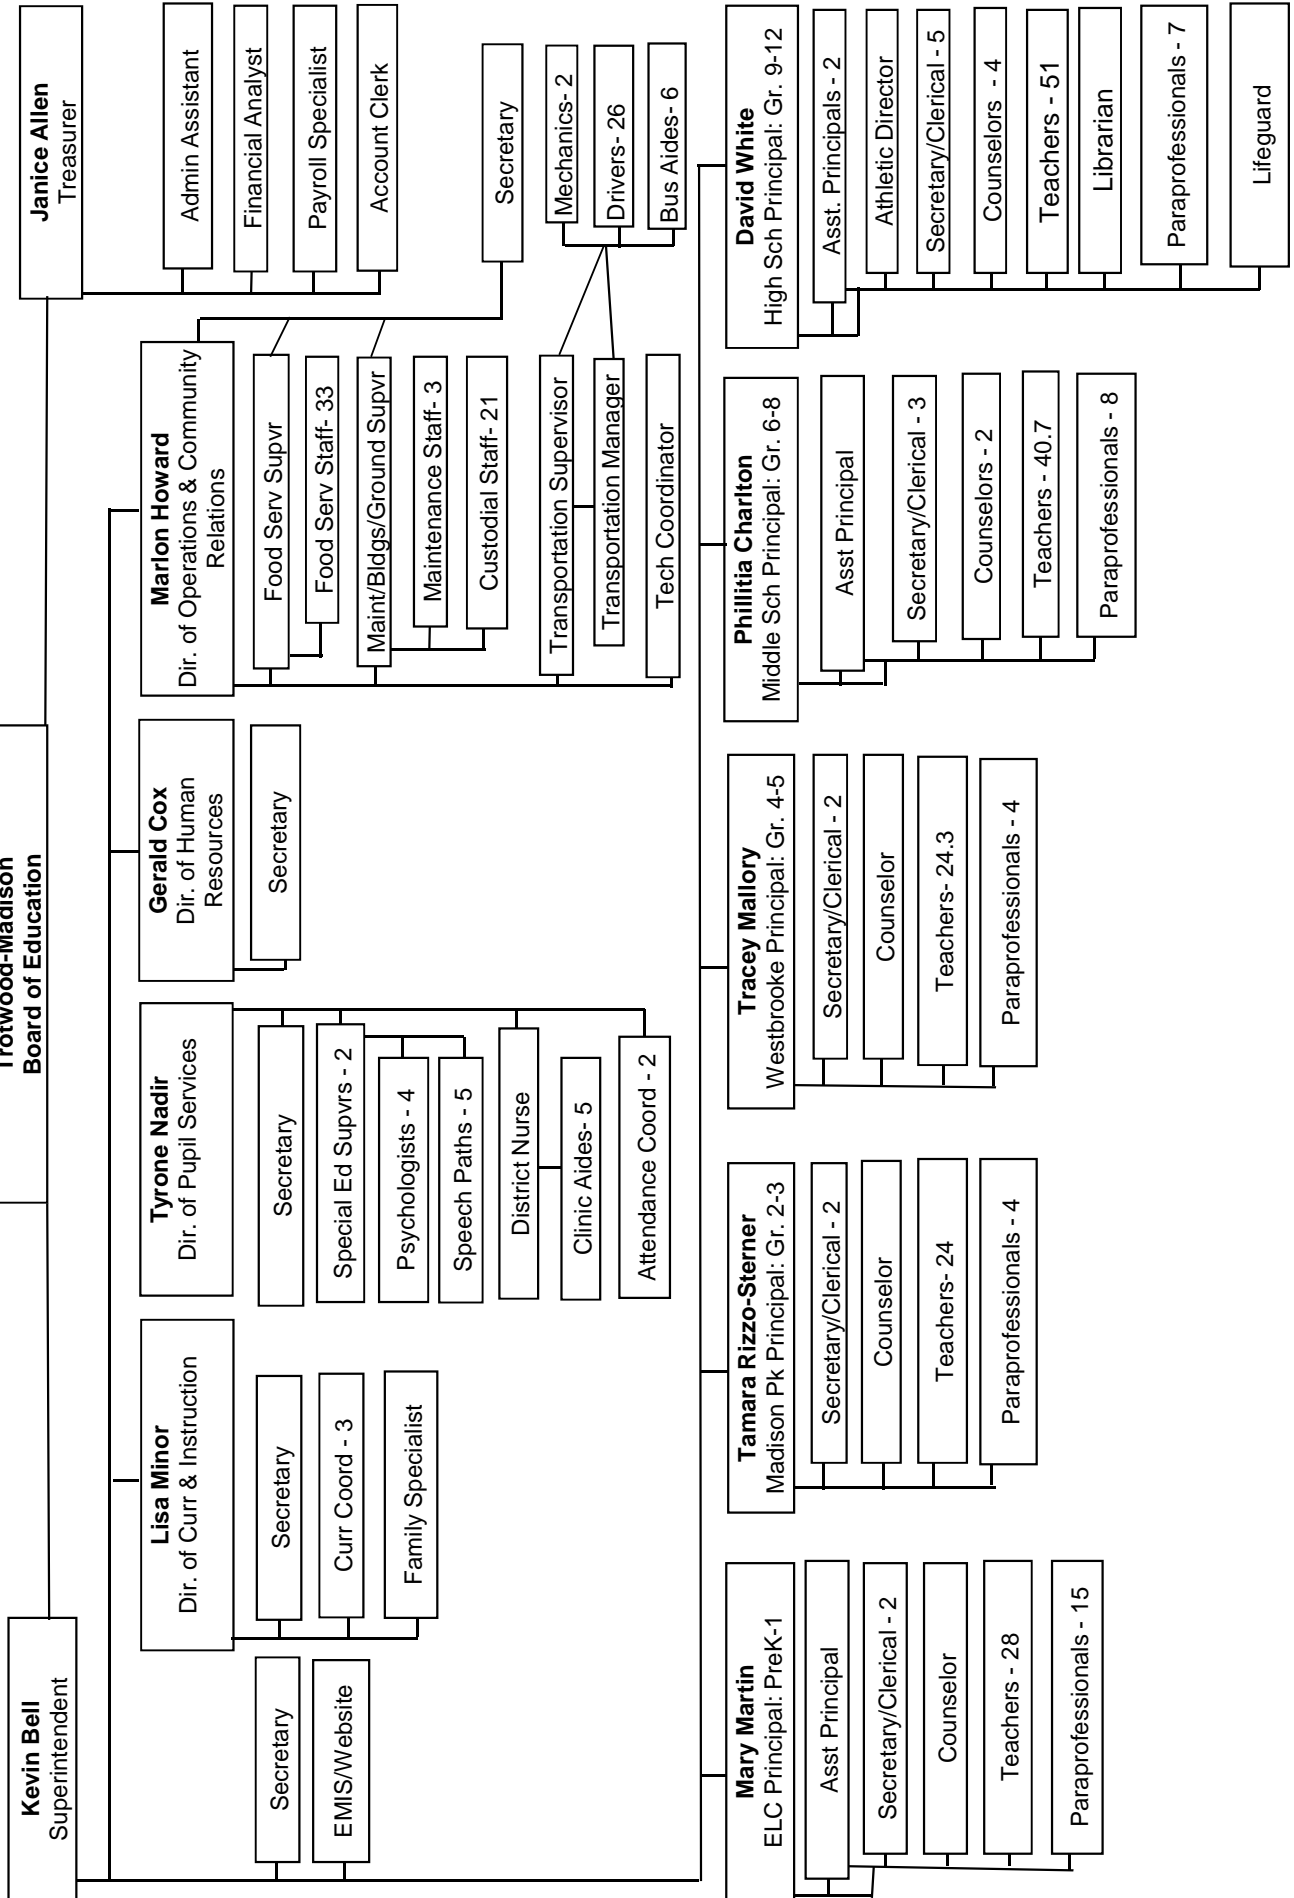 Trotwood-Madison
Board of Education
Kevin Bell
Superintendent
Janice Allen
Treasurer
Admin Assistant
Financial Analyst
Payroll Specialist
Account Clerk
Secretary
EMIS/Website
Lisa Minor
Dir. of Curr & Instruction
Secretary
Curr Coord - 3
Family Specialist
Tyrone Nadir
Dir. of Pupil Services
Secretary
Special Ed Supvrs - 2
Psychologists - 4
Speech Paths - 5
District Nurse
Clinic Aides- 5
Attendance Coord - 2
Gerald Cox
Dir. of Human
Resources
Secretary
Marlon Howard
Dir. of Operations & Community
Relations
Food Serv Supvr
Food Serv Staff- 33
Maint/Bldgs/Ground Supvr
Maintenance Staff- 3
Custodial Staff- 21
Transportation Supervisor
Transportation Manager
Tech Coordinator
Secretary
Mechanics- 2
Drivers- 26
Bus Aides- 6
Mary Martin
ELC Principal: PreK-1
Asst Principal
Secretary/Clerical - 2
Counselor
Teachers - 28
Paraprofessionals - 15
Tamara Rizzo-Sterner
Madison Pk Principal: Gr. 2-3
Secretary/Clerical - 2
Counselor
Teachers- 24
Paraprofessionals - 4
Tracey Mallory
Westbrooke Principal: Gr. 4-5
Secretary/Clerical - 2
Counselor
Teachers- 24.3
Paraprofessionals - 4
Phillitia Charlton
Middle Sch Principal: Gr. 6-8
Asst Principal
Secretary/Clerical - 3
Counselors - 2
Teachers - 40.7
Paraprofessionals - 8
David White
High Sch Principal: Gr. 9-12
Asst. Principals - 2
Athletic Director
Secretary/Clerical - 5
Counselors - 4
Teachers - 51
Librarian
Paraprofessionals - 7
Lifeguard